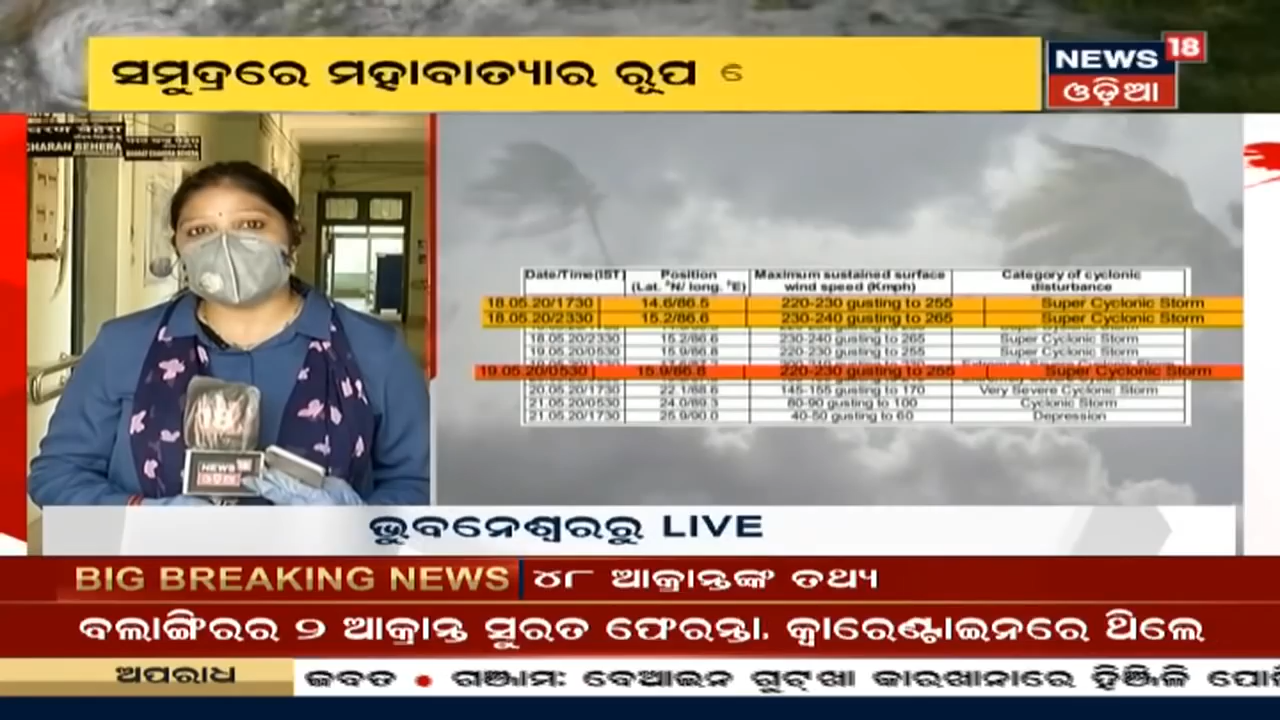 ସମୁଦ୍ରରେ ମହାବାତ୍ୟାର ରୂପ େ
NEWS 18
ଓଡ଼ିଆ
CHARAN BEHERA
Date/Time(IST) Position (Lat. °N/ long. °E) Maximum sustained surface wind speed (Kmph) Category of cyclonic disturbance
18.05.20/1730 14.6/86.5 220-230 gusting to 255 Super Cyclonic Storm
18.05.20/2330 15.2/86.6 230-240 gusting to 265 Super Cyclonic Storm
18.05.20/2330 15.2/86.6 230-240 gusting to 265 Super Cyclonic Storm
19.05.20/0530 15.9/86.8 220-230 gusting to 255 Super Cyclonic Storm
19.05.20/0530 15.9/86.8 220-230 gusting to 255 Super Cyclonic Storm
20.05.20/1730 22.1/88.6 145-155 gusting to 170 Very Severe Cyclonic Storm
21.05.20/0530 24.0/89.3 80-90 gusting to 100 Cyclonic Storm
21.05.20/1730 25.9/90.0 40-50 gusting to 60 Depression
NEWS 18
ଓଡ଼ିଆ
ଭୁବନେଶ୍ୱରରୁ LIVE
BIG BREAKING NEWS ୪୮ ଆକ୍ରାନ୍ତଙ୍କ ତଥ୍ୟ
ବଲାଙ୍ଗିରର ୨ ଆକ୍ରାନ୍ତ ସୁରତ ଫେରନ୍ତା, କ୍ୱାରେଣ୍ଟାଇନରେ ଥିଲେ
ଅପରାଧ ଜବତ • ଗଞ୍ଜାମ: ବେଆଇନ ଗୁଟ୍‌ଖା କାରଖାନାରେ ହିଞ୍ଜିଳି